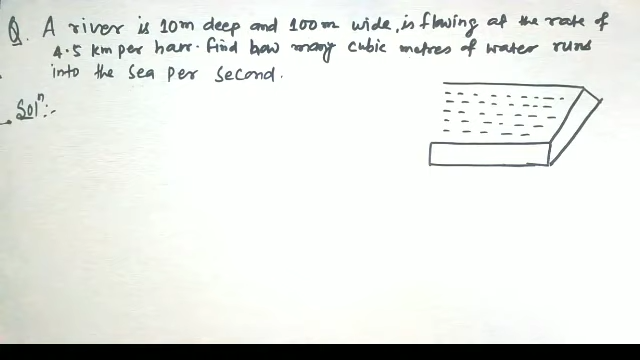 Q. A river is 10m deep and 100m wide, is flowing at the rate of
4.5 km per hour. Find how many cubic metres of water runs
into the sea per second.
Solⁿ:-